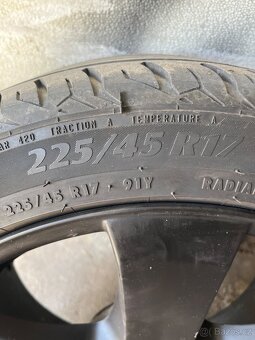 AR 420 TRACTION A TEMPERATURE A
225/45 R17
225/45 R17 · 91Y RADIAL